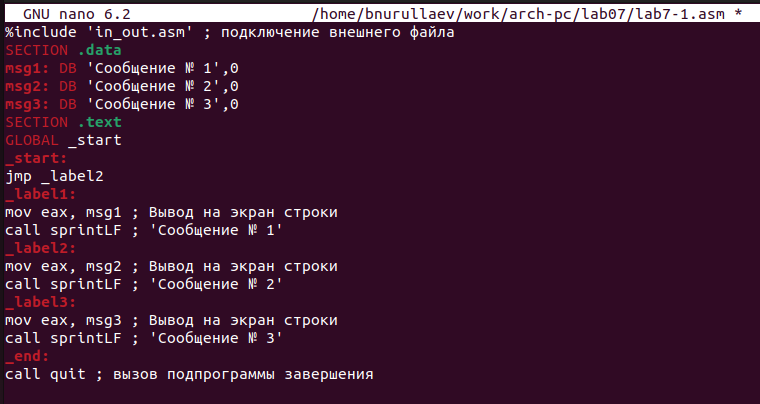 GNU nano 6.2 /home/bnurullaev/work/arch-pc/lab07/lab7-1.asm *
%include 'in_out.asm' ; подключение внешнего файла
SECTION .data
msg1: DB 'Сообщение № 1',0
msg2: DB 'Сообщение № 2',0
msg3: DB 'Сообщение № 3',0
SECTION .text
GLOBAL _start
_start:
jmp _label2
_label1:
mov eax, msg1 ; Вывод на экран строки
call sprintLF ; 'Сообщение № 1'
_label2:
mov eax, msg2 ; Вывод на экран строки
call sprintLF ; 'Сообщение № 2'
_label3:
mov eax, msg3 ; Вывод на экран строки
call sprintLF ; 'Сообщение № 3'
_end:
call quit ; вызов подпрограммы завершения